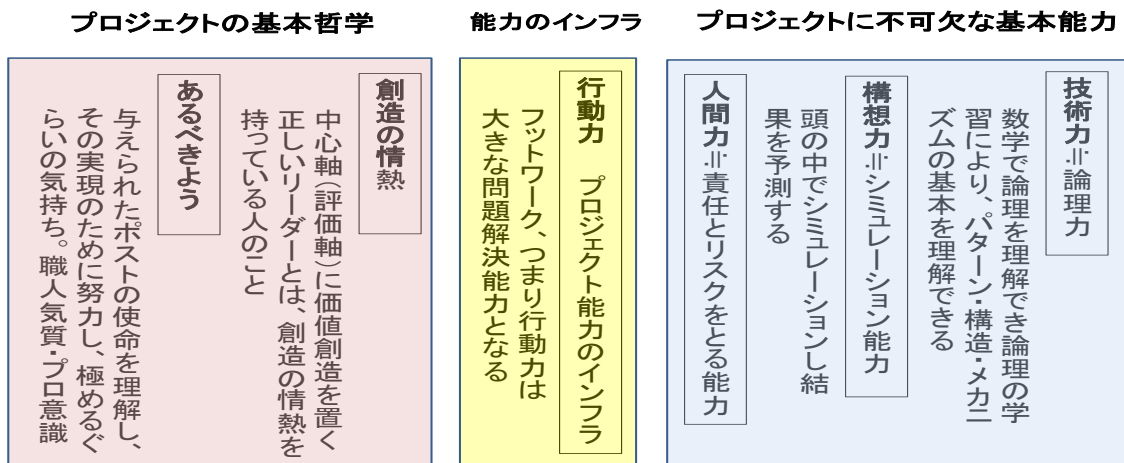 プロジェクトの基本哲学
能力のインフラ
プロジェクトに不可欠な基本能力
技術力=論理力
数学で論理を理解でき論理の学
習により、パターン・構造・メカニ
ズムの基本を理解できる
構想力=シミュレーション能力
頭の中でシミュレーションし結
果を予測する
人間力=責任とリスクをとる能力
行動力　プロジェクト能力のインフラ
フットワーク、つまり行動力は
大きな問題解決能力となる
創造の情熱
中心軸(評価軸)に価値創造を置く
正しいリーダーとは、創造の情熱を
持っている人のこと
あるべきよう
与えられたポストの使命を理解し、
その実現のために努力し、極めるぐ
らいの気持ち。職人気質・プロ意識